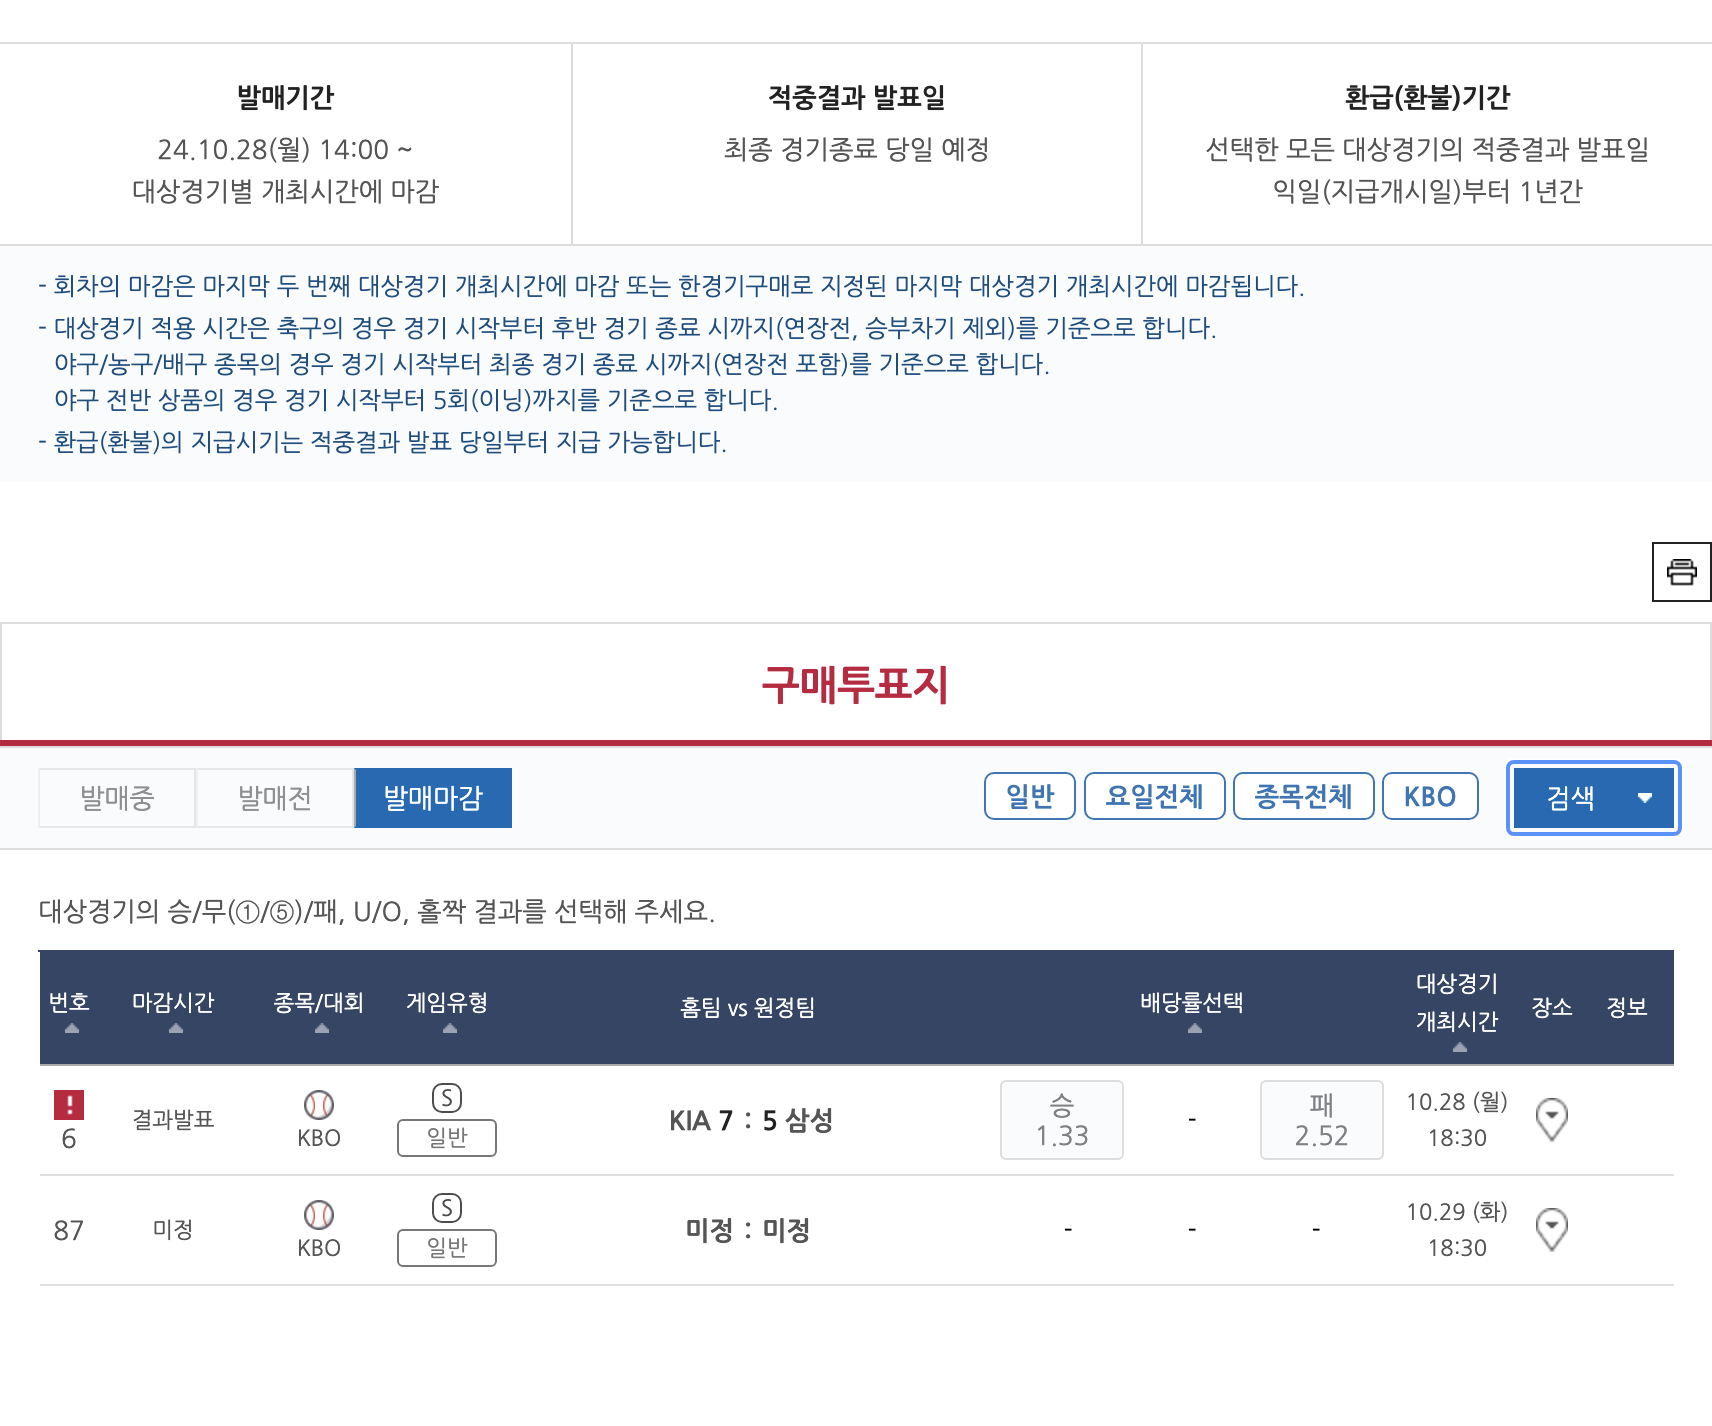 발매기간
24.10.28(월) 14:00 ~
대상경기별 개최시간에 마감
적중결과 발표일
최종 경기종료 당일 예정
환급(환불)기간
선택한 모든 대상경기의 적중결과 발표일
익일(지급개시일)부터 1년간
- 회차의 마감은 마지막 두 번째 대상경기 개최시간에 마감 또는 한경기구매로 지정된 마지막 대상경기 개최시간에 마감됩니다.
- 대상경기 적용 시간은 축구의 경우 경기 시작부터 후반 경기 종료 시까지(연장전, 승부차기 제외)를 기준으로 합니다.
야구/농구/배구 종목의 경우 경기 시작부터 최종 경기 종료 시까지(연장전 포함)를 기준으로 합니다.
야구 전반 상품의 경우 경기 시작부터 5회(이닝)까지를 기준으로 합니다.
- 환급(환불)의 지급시기는 적중결과 발표 당일부터 지급 가능합니다.
구매투표지
발매중 발매전 발매마감 일반 요일전체 종목전체 KBO 검색
대상경기의 승/무(①/⑤)/패, U/O, 홀짝 결과를 선택해 주세요.
번호 마감시간 종목/대회 게임유형 홈팀 vs 원정팀 배당률선택 대상경기 개최시간 장소 정보
! 6 결과발표 KBO S 일반 KIA 7 : 5 삼성 승 1.33 - 패 2.52 10.28 (월) 18:30
87 미정 KBO S 일반 미정 : 미정 - - - 10.29 (화) 18:30